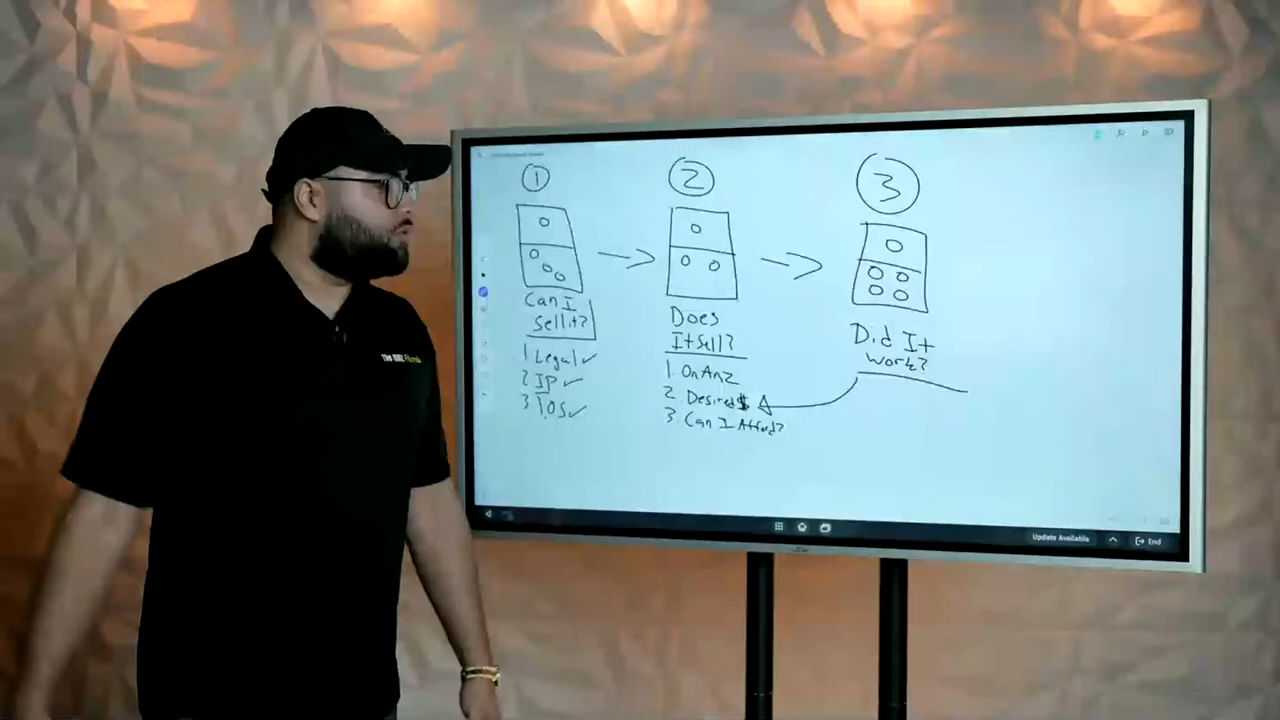 1
Can I
Sell it?
1 Legal ✓
2 IP ✓
3 T.O.S ✓
2
Does
It Sell?
1. On Amz
2. Desired $
3 Can I Afford?
3
Did It
Work?
Update Available
End